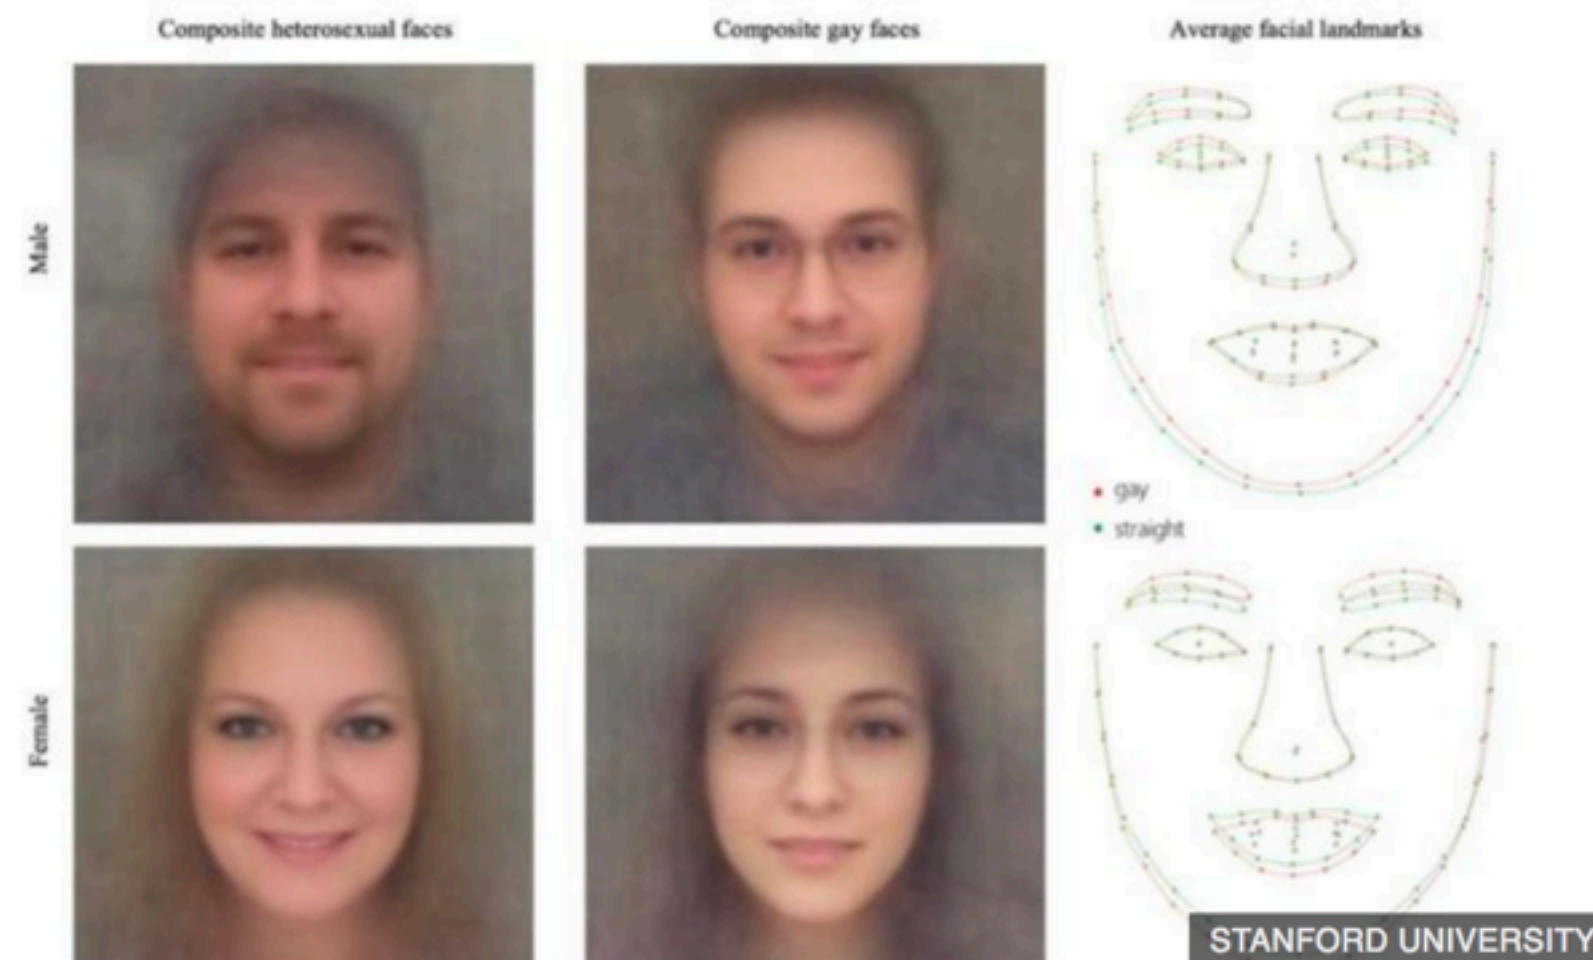 Composite heterosexual faces
Composite gay faces
Average facial landmarks
Male
gay
straight
Female
STANFORD UNIVERSITY